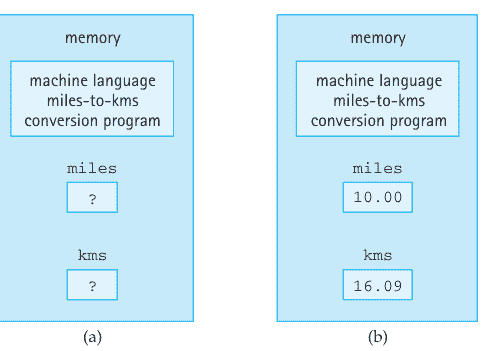 memory
machine language
miles-to-kms
conversion program
miles
?
kms
?
(a)
memory
machine language
miles-to-kms
conversion program
miles
10.00
kms
16.09
(b)